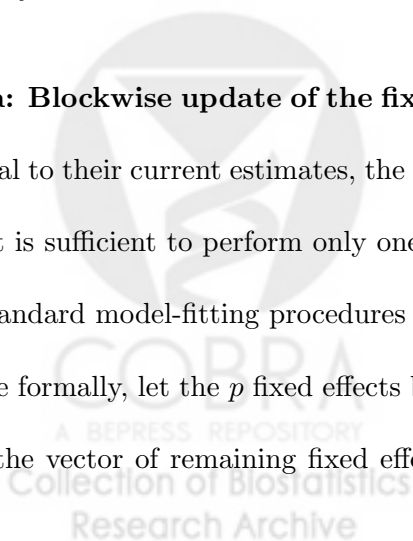 a: Blockwise update of the fix
al to their current estimates, the
t is sufficient to perform only one
andard model-fitting procedures
e formally, let the p fixed effects b
COBRA
A BEPRESS REPOSITORY
the vector of remaining fixed effe
Collection of Biostatistics
Research Archive